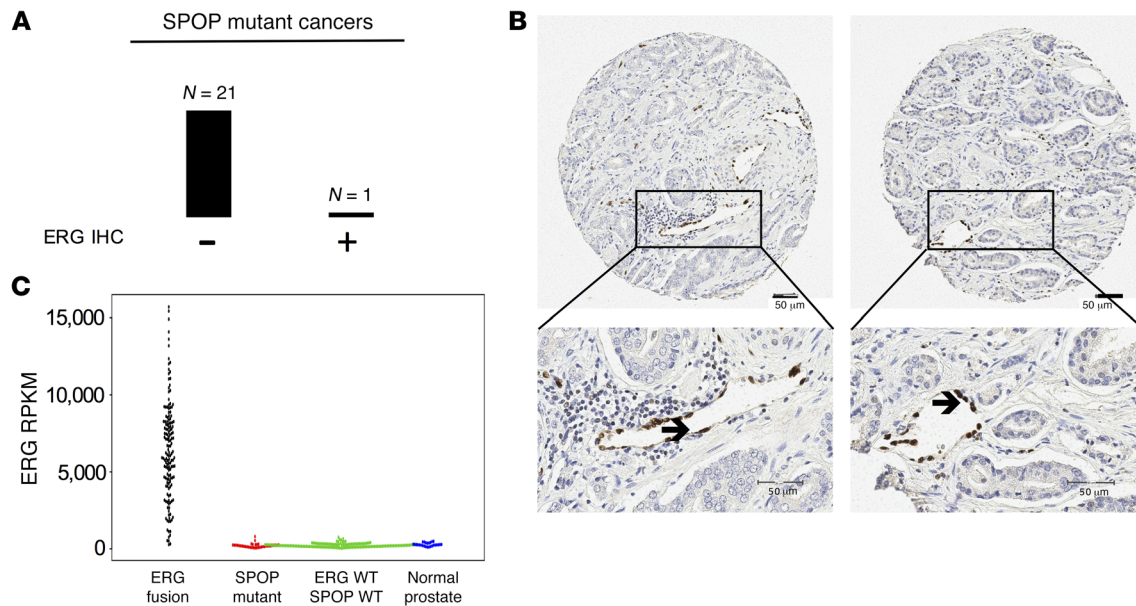 A
SPOP mutant cancers
N = 21
N = 1
ERG IHC
-
+
B
50 μm
50 μm
50 μm
50 μm
C
ERG RPKM
15,000
10,000
5,000
0
ERG
fusion
SPOP
mutant
ERG WT
SPOP WT
Normal
prostate